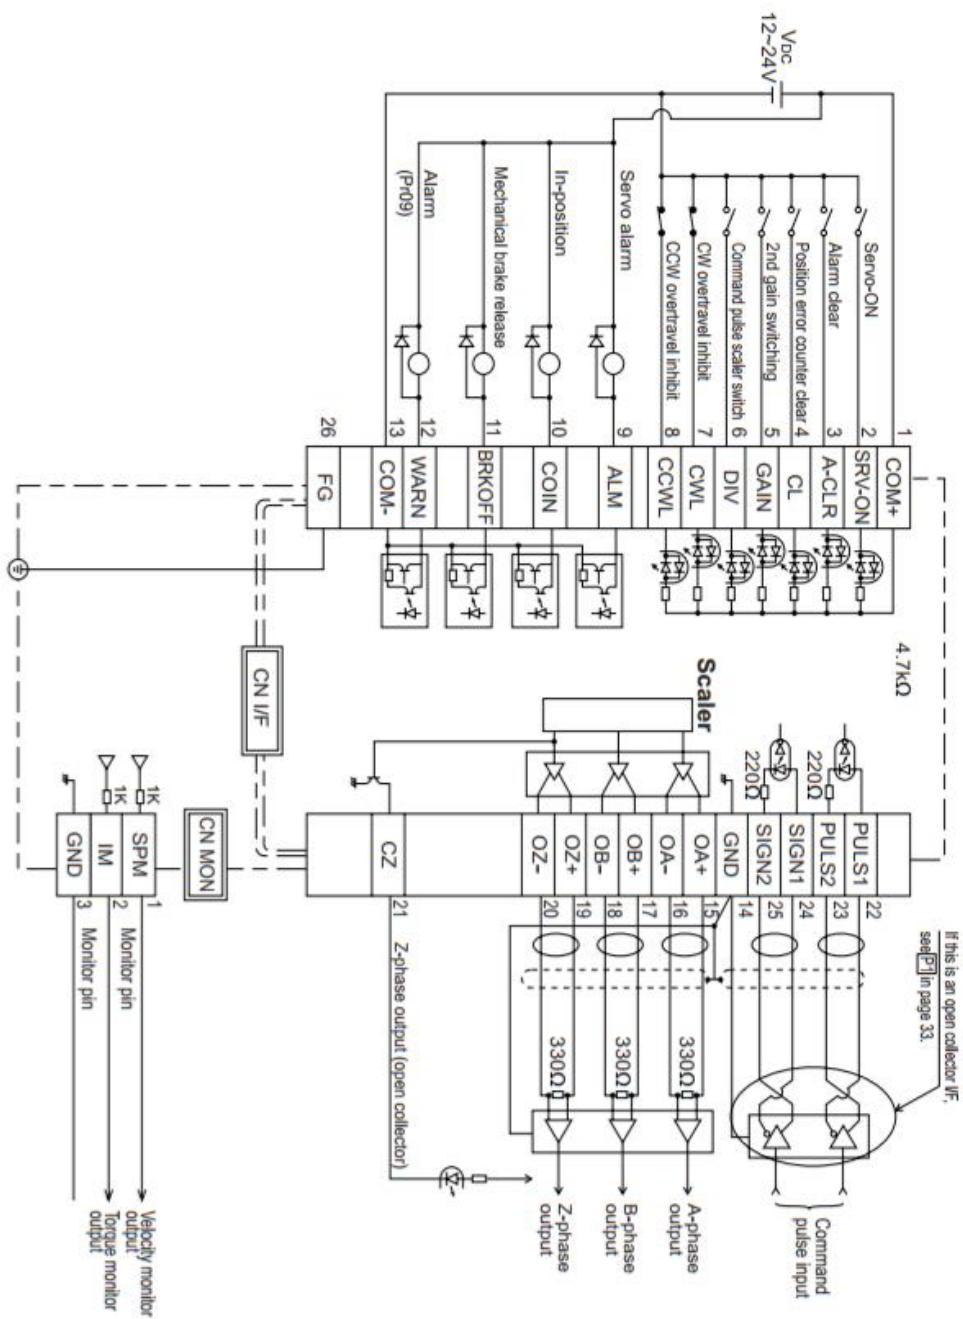 VDC
12~24V
Servo-ON
Alarm clear
Position error counter clear
2nd gain switching
Command pulse scaler switch
CW overtravel inhibit
CCW overtravel inhibit
Servo alarm
In-position
Mechanical brake release
Alarm
(Pr09)
1
2
3
4
5
6
7
8
9
10
11
12
13
26
COM+
SRV-ON
A-CLR
CL
GAIN
DIV
CWL
CCWL
ALM
COIN
BRKOFF
WARN
COM-
FG
4.7kΩ
Scaler
CN I/F
220Ω
220Ω
PULS1
PULS2
SIGN1
SIGN2
GND
OA+
OA-
OB+
OB-
OZ+
OZ-
CZ
22
23
24
25
14
15
16
17
18
19
20
21
If this is an open collector I/F,
see P1 in page 33.
330Ω
330Ω
330Ω
Command
pulse input
A-phase
output
B-phase
output
Z-phase
output
Z-phase output (open collector)
CN MON
1K
1K
SPM
IM
GND
1
2
3
Monitor pin
Monitor pin
Velocity monitor
output
Torque monitor
output